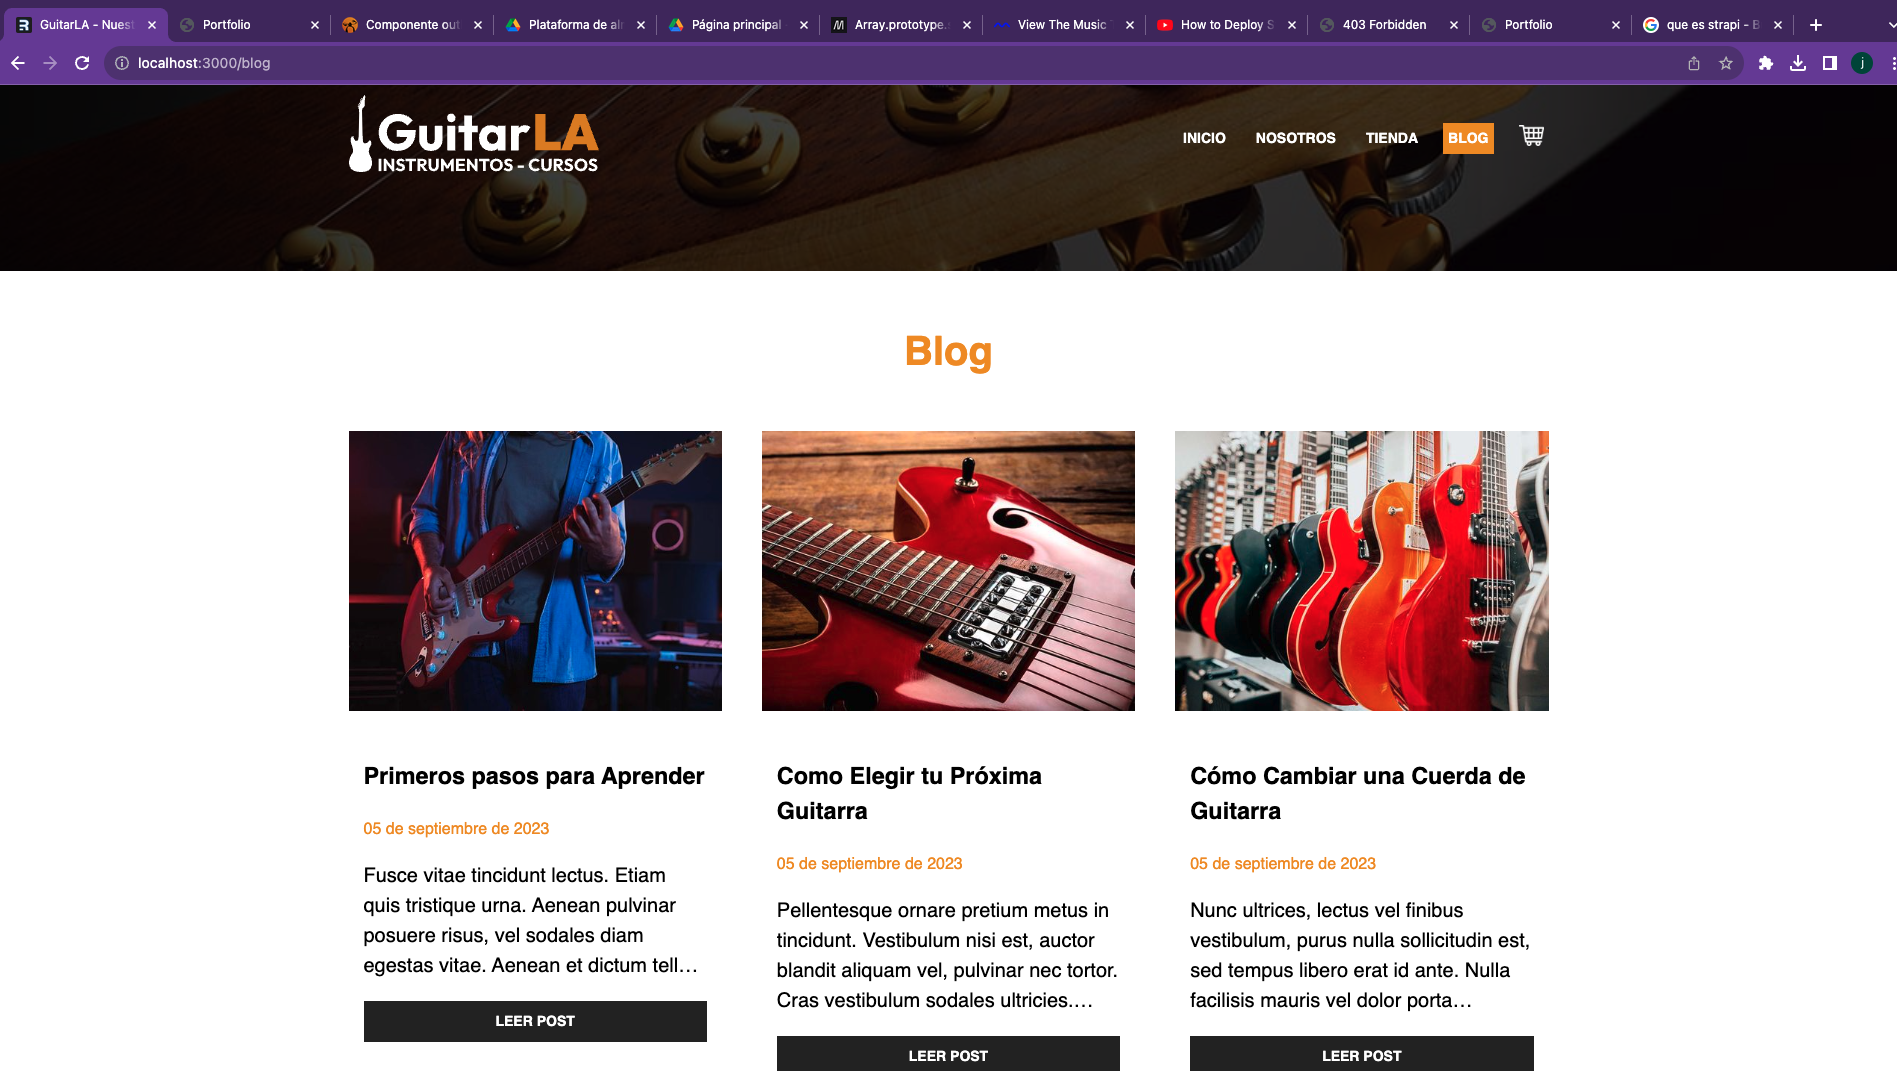 GuitarLA - Nuest
Portfolio
Componente out
Plataforma de alr
Página principal
Array.prototype.
View The Music
How to Deploy S
403 Forbidden
Portfolio
que es strapi - B
localhost:3000/blog
j
GuitarLA
INSTRUMENTOS - CURSOS
INICIO
NOSOTROS
TIENDA
BLOG
Blog
Primeros pasos para Aprender
05 de septiembre de 2023
Fusce vitae tincidunt lectus. Etiam
quis tristique urna. Aenean pulvinar
posuere risus, vel sodales diam
egestas vitae. Aenean et dictum tell…
LEER POST
Como Elegir tu Próxima
Guitarra
05 de septiembre de 2023
Pellentesque ornare pretium metus in
tincidunt. Vestibulum nisi est, auctor
blandit aliquam vel, pulvinar nec tortor.
Cras vestibulum sodales ultricies.…
LEER POST
Cómo Cambiar una Cuerda de
Guitarra
05 de septiembre de 2023
Nunc ultrices, lectus vel finibus
vestibulum, purus nulla sollicitudin est,
sed tempus libero erat id ante. Nulla
facilisis mauris vel dolor porta…
LEER POST